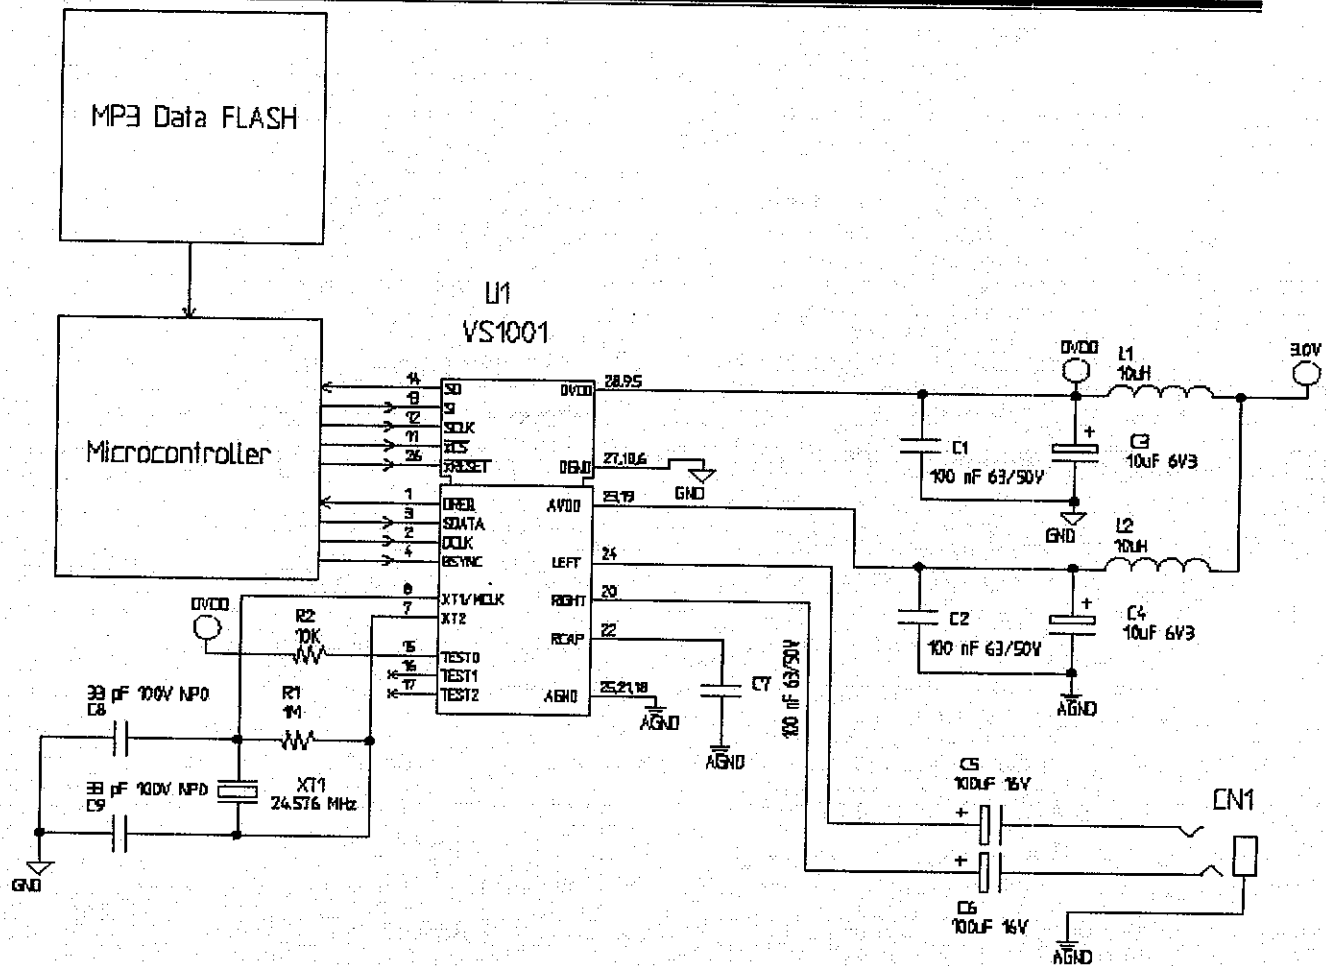 MP3 Data FLASH
U1
VS1001
Microcontroller
14 SO
13 SI
12 SCLK
11 XCS
26 XRESET
1 DREQ
3 SDATA
2 DCLK
4 BSYNC
8 XT1/MCLK
7 XT2
15 TEST0
16 TEST1
17 TEST2
DVDD 28,9,5
DGND 27,10,6
GND
AVDD 23,19
LEFT 24
RIGHT 20
RCAP 22
AGND 25,21,18
AGND
DVDD
R2
10K
R1
1M
33 pF 100V NPO
C8
33 pF 100V NPO
C9
XT1
24.576 MHz
GND
C7
100 nF 63/50V
AGND
DVDD
L1
10uH
3.0V
C1
100 nF 63/50V
+
C3
10uF 6V3
GND
L2
10uH
C2
100 nF 63/50V
+
C4
10uF 6V3
AGND
C5
100uF 16V
+
CN1
+
C6
100uF 16V
AGND